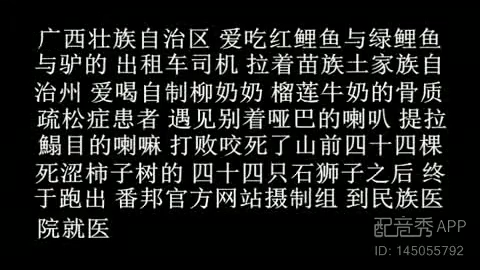 广西壮族自治区 爱吃红鲤鱼与绿鲤鱼
与驴的 出租车司机 拉着苗族土家族自
治州 爱喝自制柳奶奶 榴莲牛奶的骨质
疏松症患者 遇见别着哑巴的喇叭 提拉
鳎目的喇嘛 打败咬死了山前四十四棵
死涩柿子树的 四十四只石狮子之后 终
于跑出 番邦官方网站摄制组 到民族医
院就医
配音秀APP
ID: 145055792